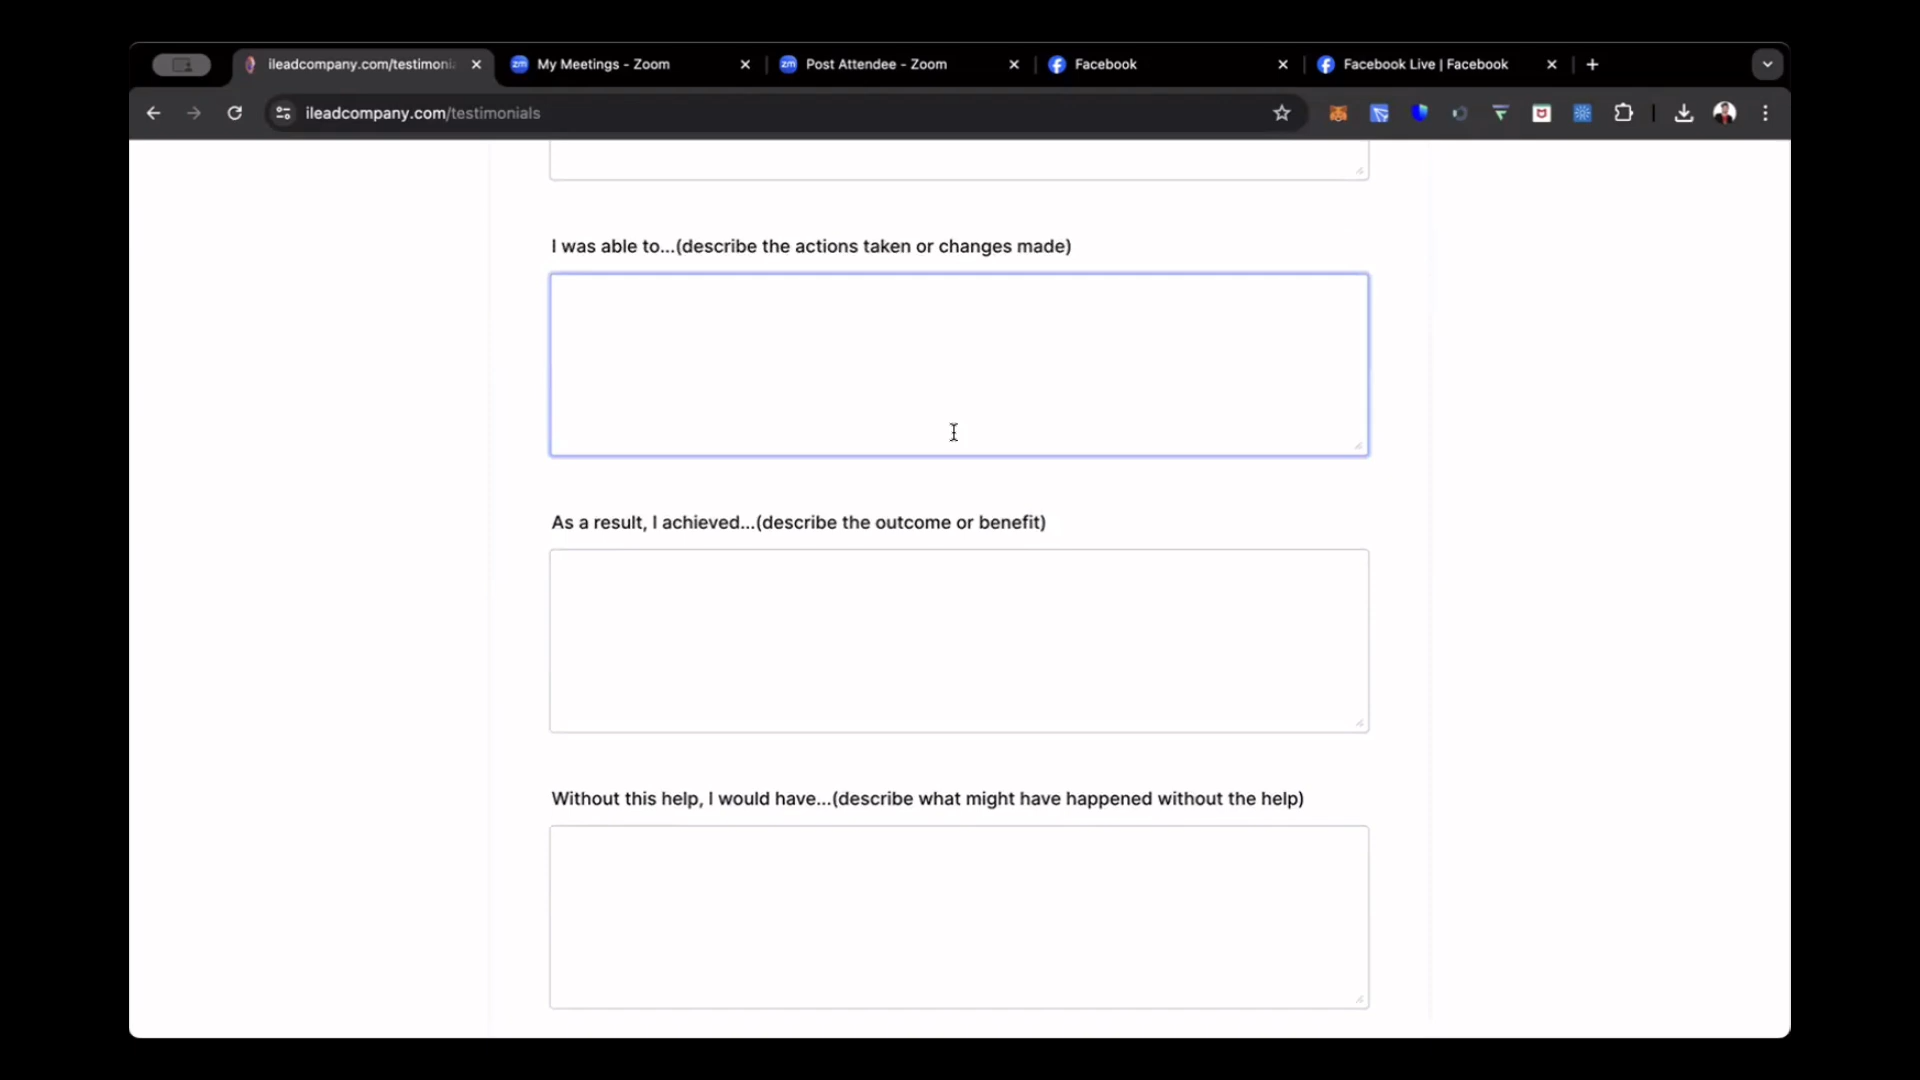 ileadcompany.com/testimoni
My Meetings - Zoom
Post Attendee - Zoom
Facebook
Facebook Live | Facebook
ileadcompany.com/testimonials
I was able to...(describe the actions taken or changes made)
As a result, I achieved...(describe the outcome or benefit)
Without this help, I would have...(describe what might have happened without the help)